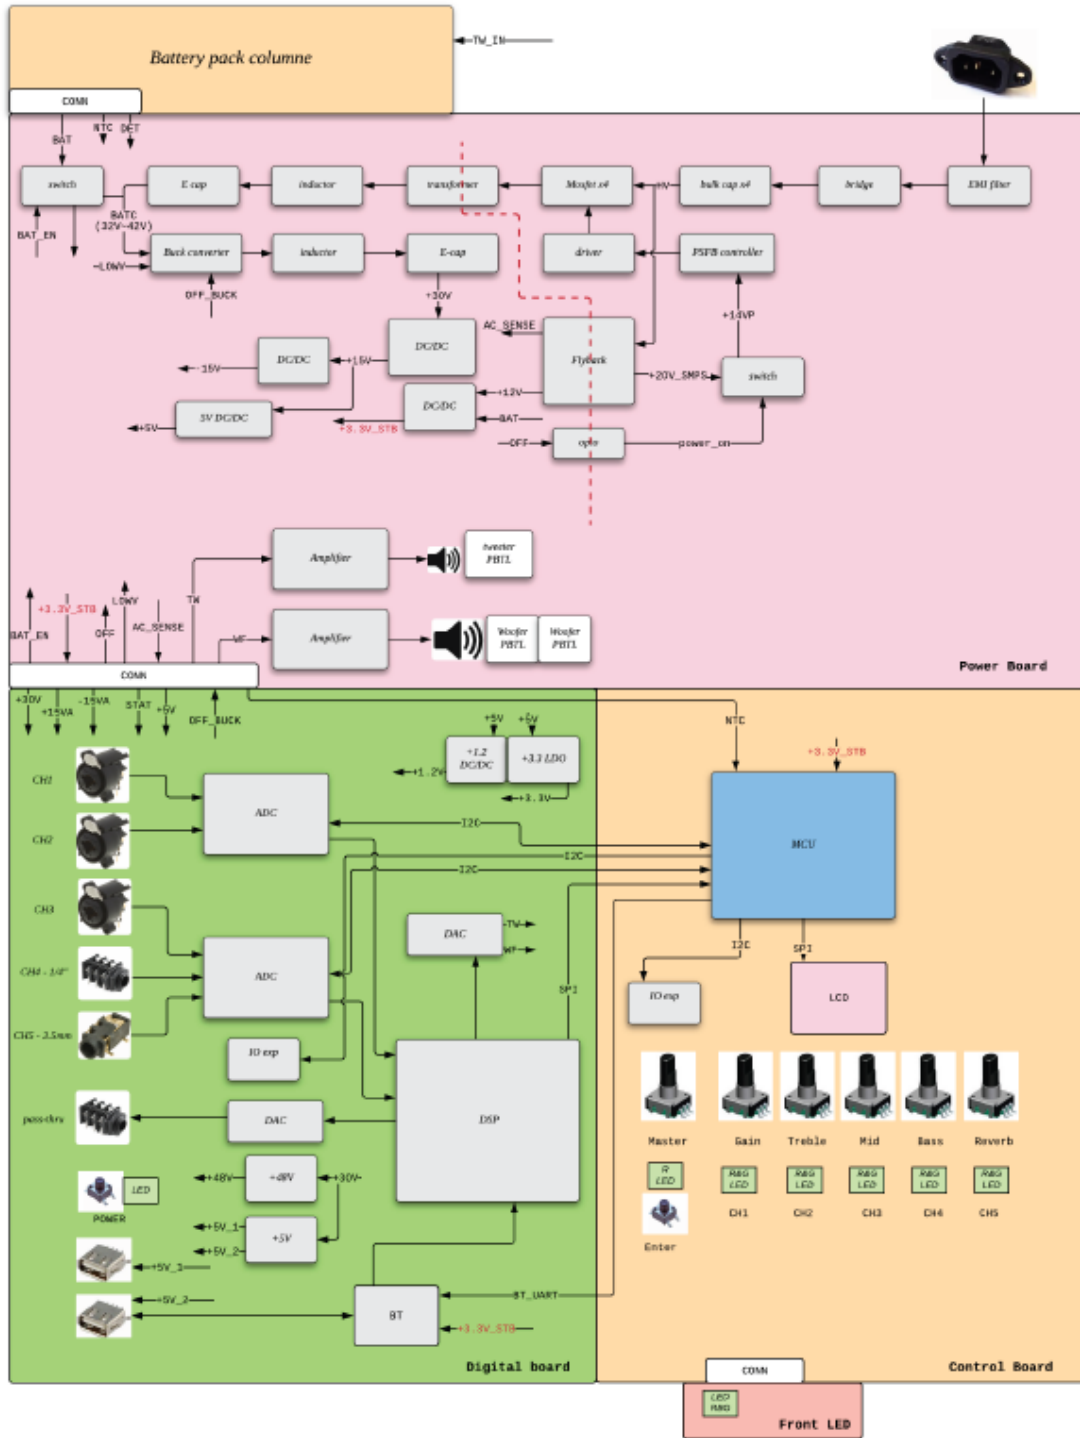 Battery pack columne
TW_IN
CONN
BAT
NTC
DET
switch
E cap
inductor
transformer
Mosfet x4
HV
bulk cap x4
bridge
EMI filter
BATC
(32V~42V)
BAT_EN
LOWV
Buck converter
inductor
E-cap
driver
PSFB controller
OFF_BUCK
+30V
+14VP
AC_SENSE
DC/DC
DC/DC
+15V
-15V
Flyback
+20V_SMPS
switch
+12V
DC/DC
BAT
5V DC/DC
+5V
+3.3V_STB
OFF
opto
power_on
Amplifier
tweeter
PBTL
TW
+3.3V_STB
LOWV
BAT_EN
OFF
AC_SENSE
WF
Amplifier
Woofer
PBTL
Woofer
PBTL
CONN
Power Board
+30V
+15VA
-15VA
STAT
+5V
OFF_BUCK
NTC
+5V
+5V
+3.3V_STB
+1.2
DC/DC
+3.3 LDO
+1.2V
+3.3V
CH1
ADC
CH2
I2C
MCU
I2C
I2C
CH3
DAC
TW
WF
I2C
SPI
CH4 - 1/4"
ADC
SPI
IO exp
LCD
CH5 - 3.5mm
IO exp
DSP
pass-thru
DAC
Master
Gain
Treble
Mid
Bass
Reverb
+48V
+48V
+30V
R
LED
R&G
LED
R&G
LED
R&G
LED
R&G
LED
R&G
LED
LED
POWER
CH1
CH2
CH3
CH4
CH5
+5V_1
+5V
+5V_2
Enter
+5V_1
+5V_2
BT
BT_UART
+3.3V_STB
Digital board
Control Board
CONN
LED
R&G
Front LED